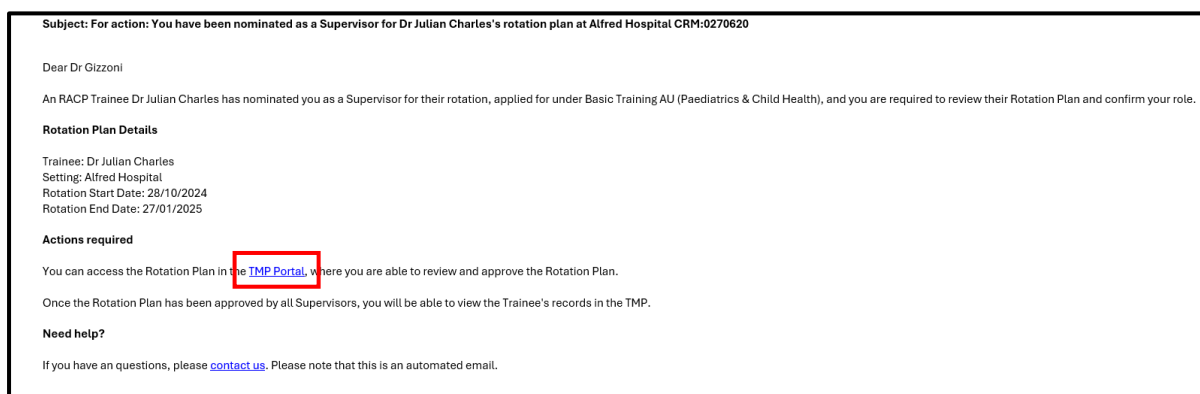 Subject: For action: You have been nominated as a Supervisor for Dr Julian Charles's rotation plan at Alfred Hospital CRM:0270620
Dear Dr Gizzoni
An RACP Trainee Dr Julian Charles has nominated you as a Supervisor for their rotation, applied for under Basic Training AU (Paediatrics & Child Health), and you are required to review their Rotation Plan and confirm your role.
Rotation Plan Details
Trainee: Dr Julian Charles
Setting: Alfred Hospital
Rotation Start Date: 28/10/2024
Rotation End Date: 27/01/2025
Actions required
You can access the Rotation Plan in the TMP Portal, where you are able to review and approve the Rotation Plan.
Once the Rotation Plan has been approved by all Supervisors, you will be able to view the Trainee's records in the TMP.
Need help?
If you have an questions, please contact us. Please note that this is an automated email.